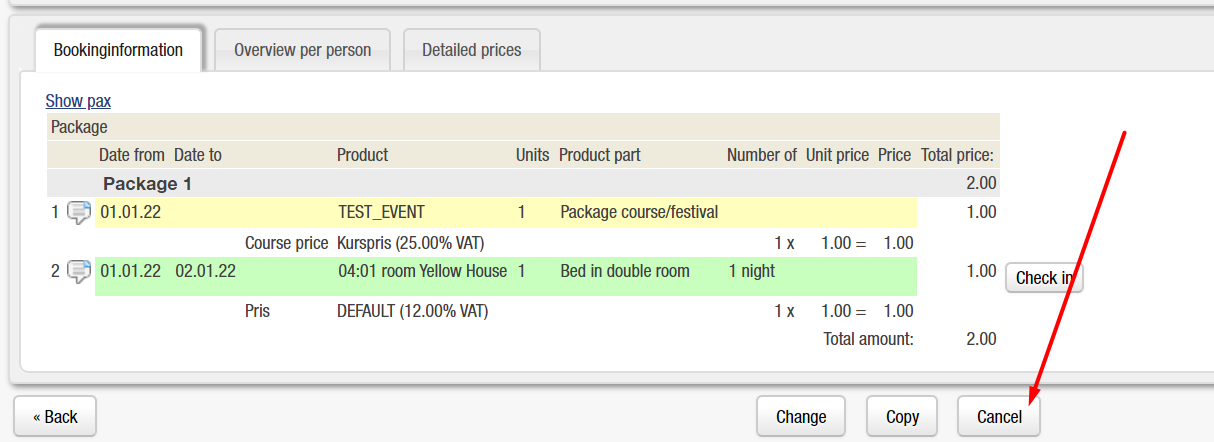 Bookinginformation Overview per person Detailed prices
Show pax
Package
Date from Date to Product Units Product part Number of Unit price Price Total price:
Package 1 2.00
1 01.01.22 TEST_EVENT 1 Package course/festival 1.00
Course price Kurspris (25.00% VAT) 1 x 1.00 = 1.00
2 01.01.22 02.01.22 04:01 room Yellow House 1 Bed in double room 1 night 1.00 Check in
Pris DEFAULT (12.00% VAT) 1 x 1.00 = 1.00
Total amount: 2.00
« Back Change Copy Cancel